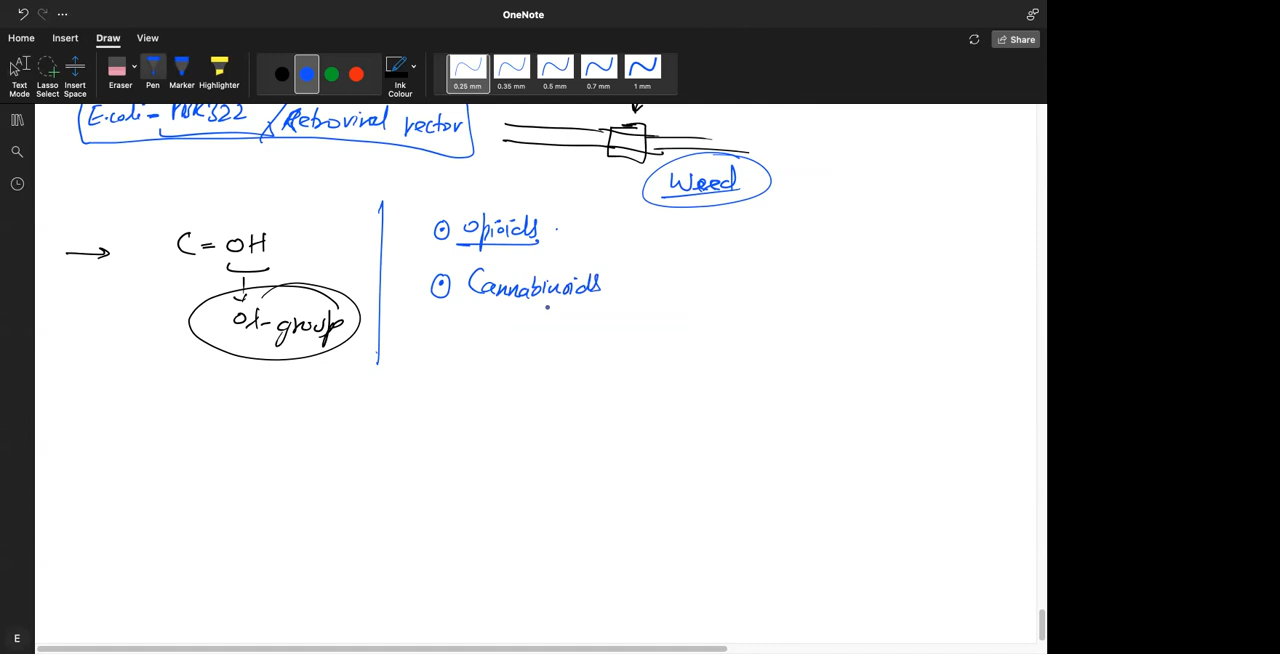 OneNote
Home Insert Draw View
Share
Text Mode
Lasso Select
Insert Space
Eraser
Pen
Marker
Highlighter
Ink Colour
0.25 mm
0.35 mm
0.5 mm
0.7 mm
1 mm
E.coli - PBR322 / Retroviral vector
Weed
C = OH
group
Opioids
Cannabinoids
E